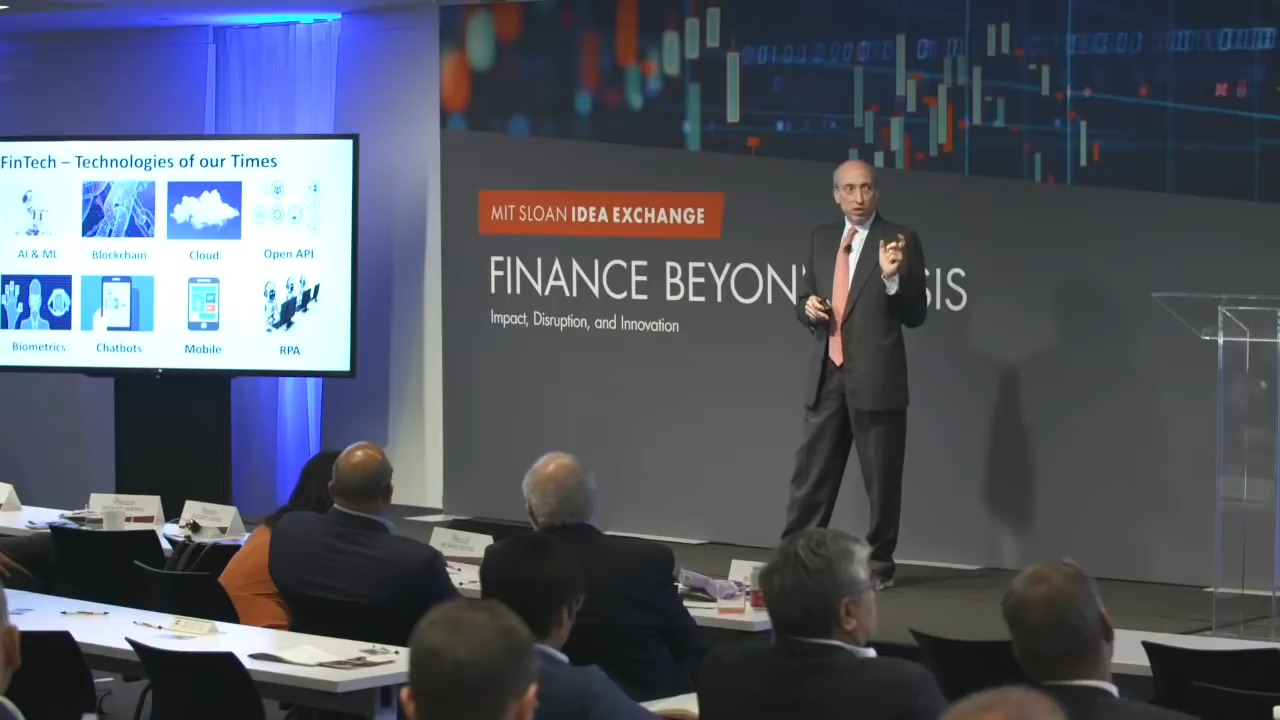 FinTech – Technologies of our Times
AI & ML
Blockchain
Cloud
Open API
Biometrics
Chatbots
Mobile
RPA
MIT SLOAN IDEA EXCHANGE
FINANCE BEYON SIS
Impact, Disruption, and Innovation